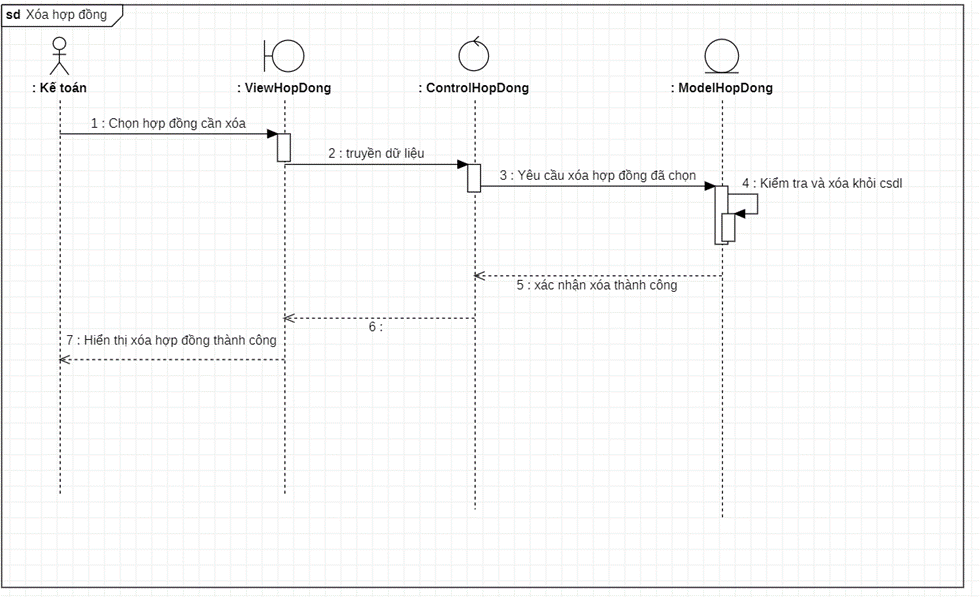 sd Xóa hợp đồng
: Kế toán
: ViewHopDong
: ControlHopDong
: ModelHopDong
1 : Chọn hợp đồng cần xóa
2 : truyền dữ liệu
3 : Yêu cầu xóa hợp đồng đã chọn
4 : Kiểm tra và xóa khỏi csdl
5 : xác nhận xóa thành công
6 :
7 : Hiển thị xóa hợp đồng thành công